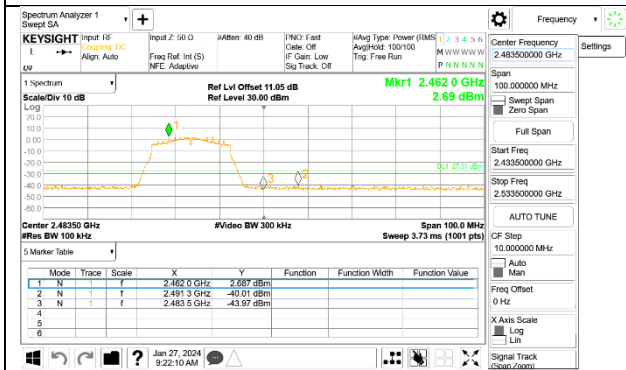 Spectrum Analyzer 1
Swept SA
Frequency
KEYSIGHT Input: RF Input Z: 50 Ω #Atten: 40 dB PNO: Fast #Avg Type: Power (RMS 1 2 3 4 5 6
L Coupling: DC Gate: Off Avg|Hold: 100/100 M W W W W W
Align: Auto Freq Ref: Int (S) IF Gain: Low Trig: Free Run
NFE: Adaptive Sig Track: Off P N N N N N
1 Spectrum Ref Lvl Offset 11.05 dB Mkr1 2.462 0 GHz
Scale/Div 10 dB Ref Level 30.00 dBm 2.69 dBm
Log
20.0
10.0
0.00
-10.0
-20.0
-30.0
-40.0
-50.0
-60.0
1
2
3
DL1 -27.31 dBm
Center 2.48350 GHz #Video BW 300 kHz Span 100.0 MHz
#Res BW 100 kHz Sweep 3.73 ms (1001 pts)
5 Marker Table
Mode Trace Scale X Y Function Function Width Function Value
1 N 1 f 2.462 0 GHz 2.687 dBm
2 N 1 f 2.491 3 GHz -40.01 dBm
3 N 1 f 2.483 5 GHz -43.97 dBm
4
5
6
?
Jan 27, 2024
9:22:10 AM
Center Frequency
2.483500000 GHz
Settings
Span
100.000000 MHz
Swept Span
Zero Span
Full Span
Start Freq
2.433500000 GHz
Stop Freq
2.533500000 GHz
AUTO TUNE
CF Step
10.000000 MHz
Auto
Man
Freq Offset
0 Hz
X Axis Scale
Log
Lin
Signal Track
(Span Zoom)